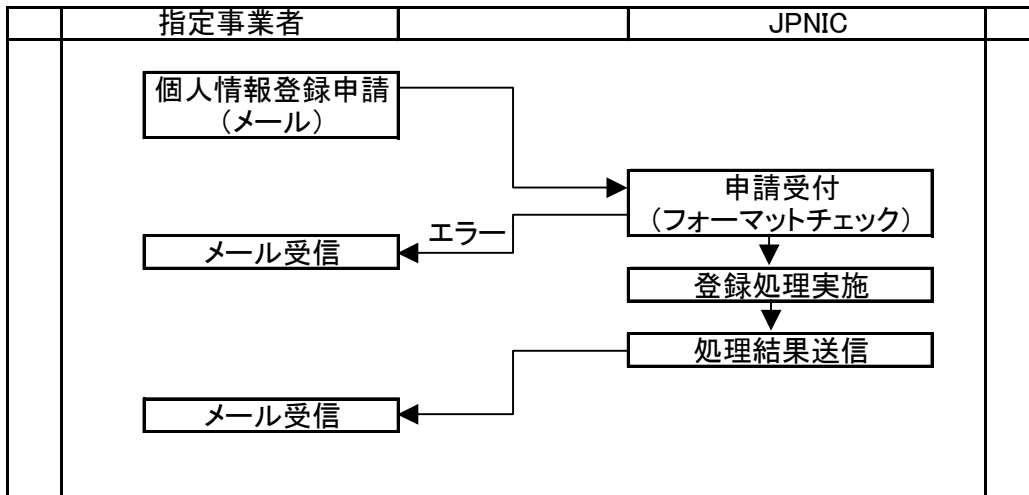 指定事業者
JPNIC
個人情報登録申請
（メール）
申請受付
（フォーマットチェック）
エラー
メール受信
登録処理実施
処理結果送信
メール受信